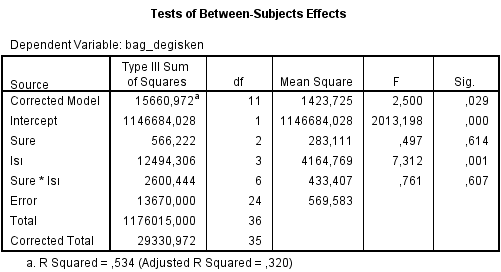 Tests of Between-Subjects Effects
Dependent Variable: bag_degisken
Source Type III Sum of Squares df Mean Square F Sig.
Corrected Model 15660,972a 11 1423,725 2,500 ,029
Intercept 1146684,028 1 1146684,028 2013,198 ,000
Sure 566,222 2 283,111 ,497 ,614
Isı 12494,306 3 4164,769 7,312 ,001
Sure * Isı 2600,444 6 433,407 ,761 ,607
Error 13670,000 24 569,583
Total 1176015,000 36
Corrected Total 29330,972 35
a. R Squared = ,534 (Adjusted R Squared = ,320)